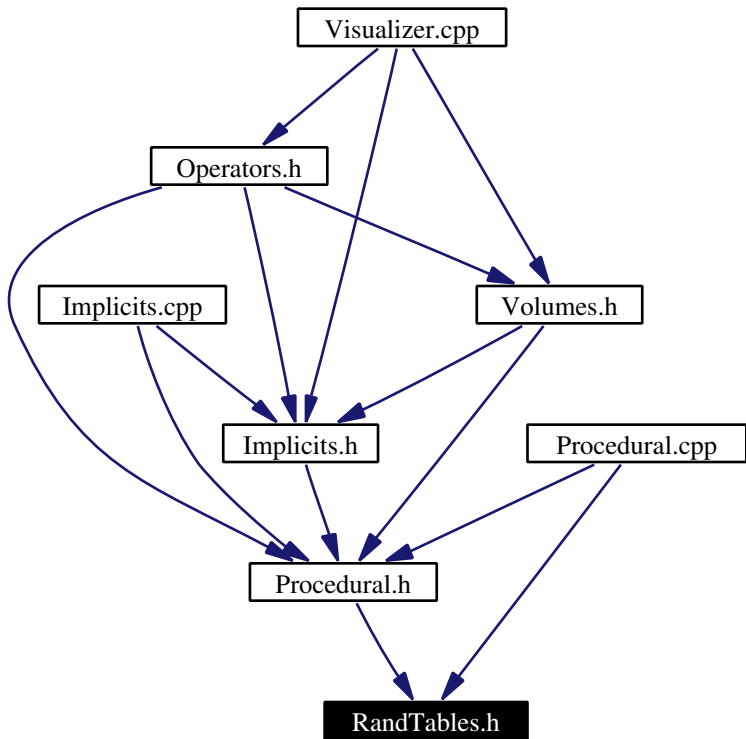 Visualizer.cpp
Operators.h
Implicits.cpp
Volumes.h
Implicits.h
Procedural.cpp
Procedural.h
RandTables.h